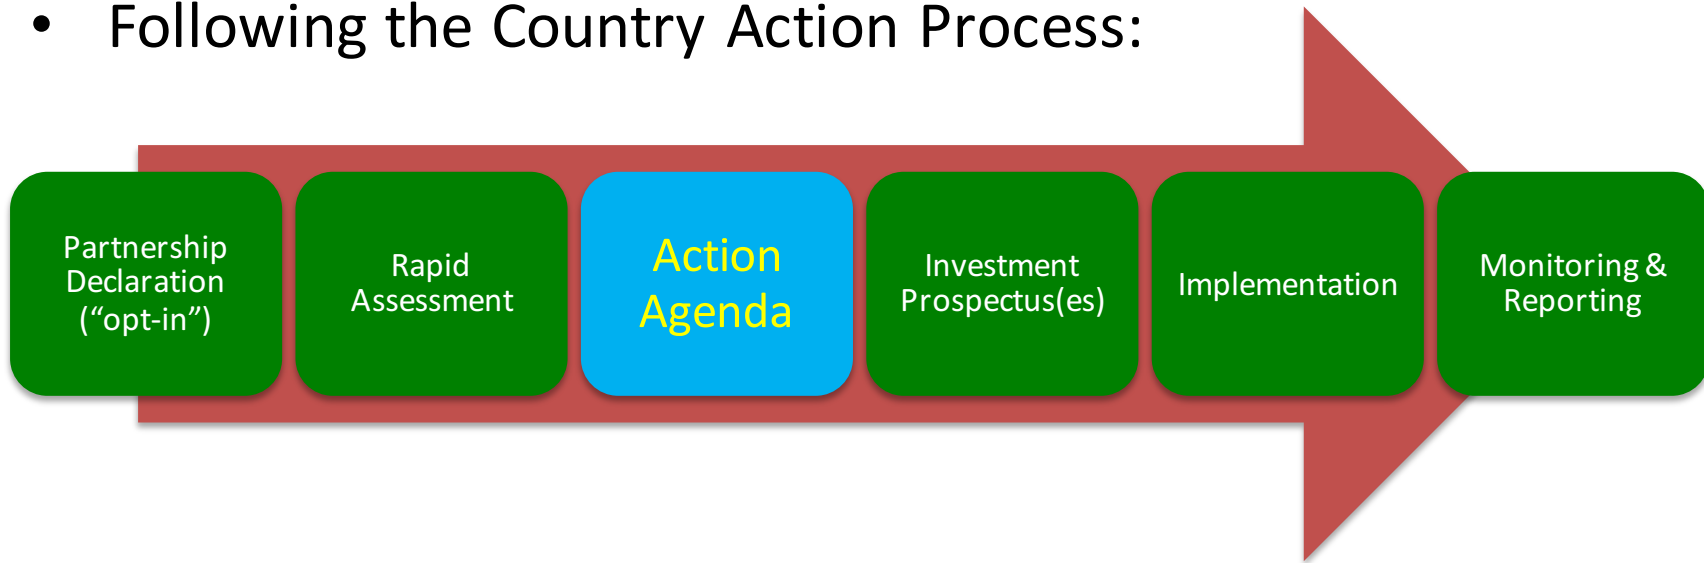 • Following the Country Action Process:
Partnership
Declaration
(“opt-in”)
Rapid
Assessment
Action
Agenda
Investment
Prospectus(es)
Implementation
Monitoring &
Reporting